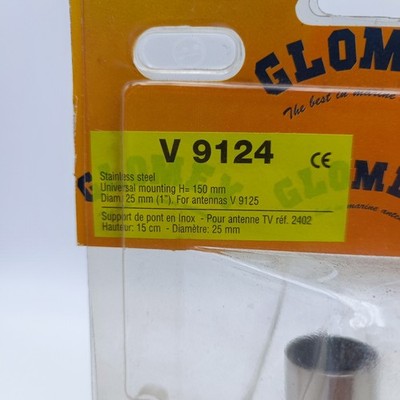 GLOME
The best in marine
V 9124 CE
Stainless steel
Universal mounting H= 150 mm
Diam. 25 mm (1"). For antennas V 9125
Support de pont en Inox - Pour antenne TV réf. 2402
Hauteur: 15 cm - Diamètre: 25 mm